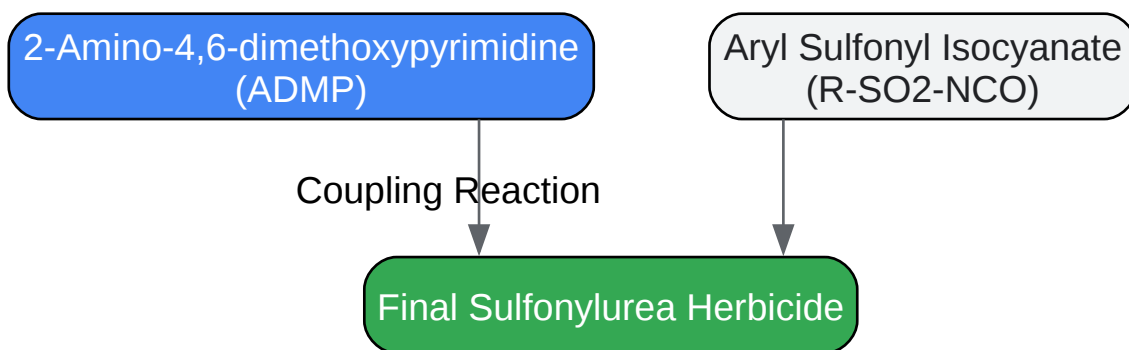 2-Amino-4,6-dimethoxypyrimidine
(ADMP)
Aryl Sulfonyl Isocyanate
(R-SO2-NCO)
Coupling Reaction
Final Sulfonylurea Herbicide